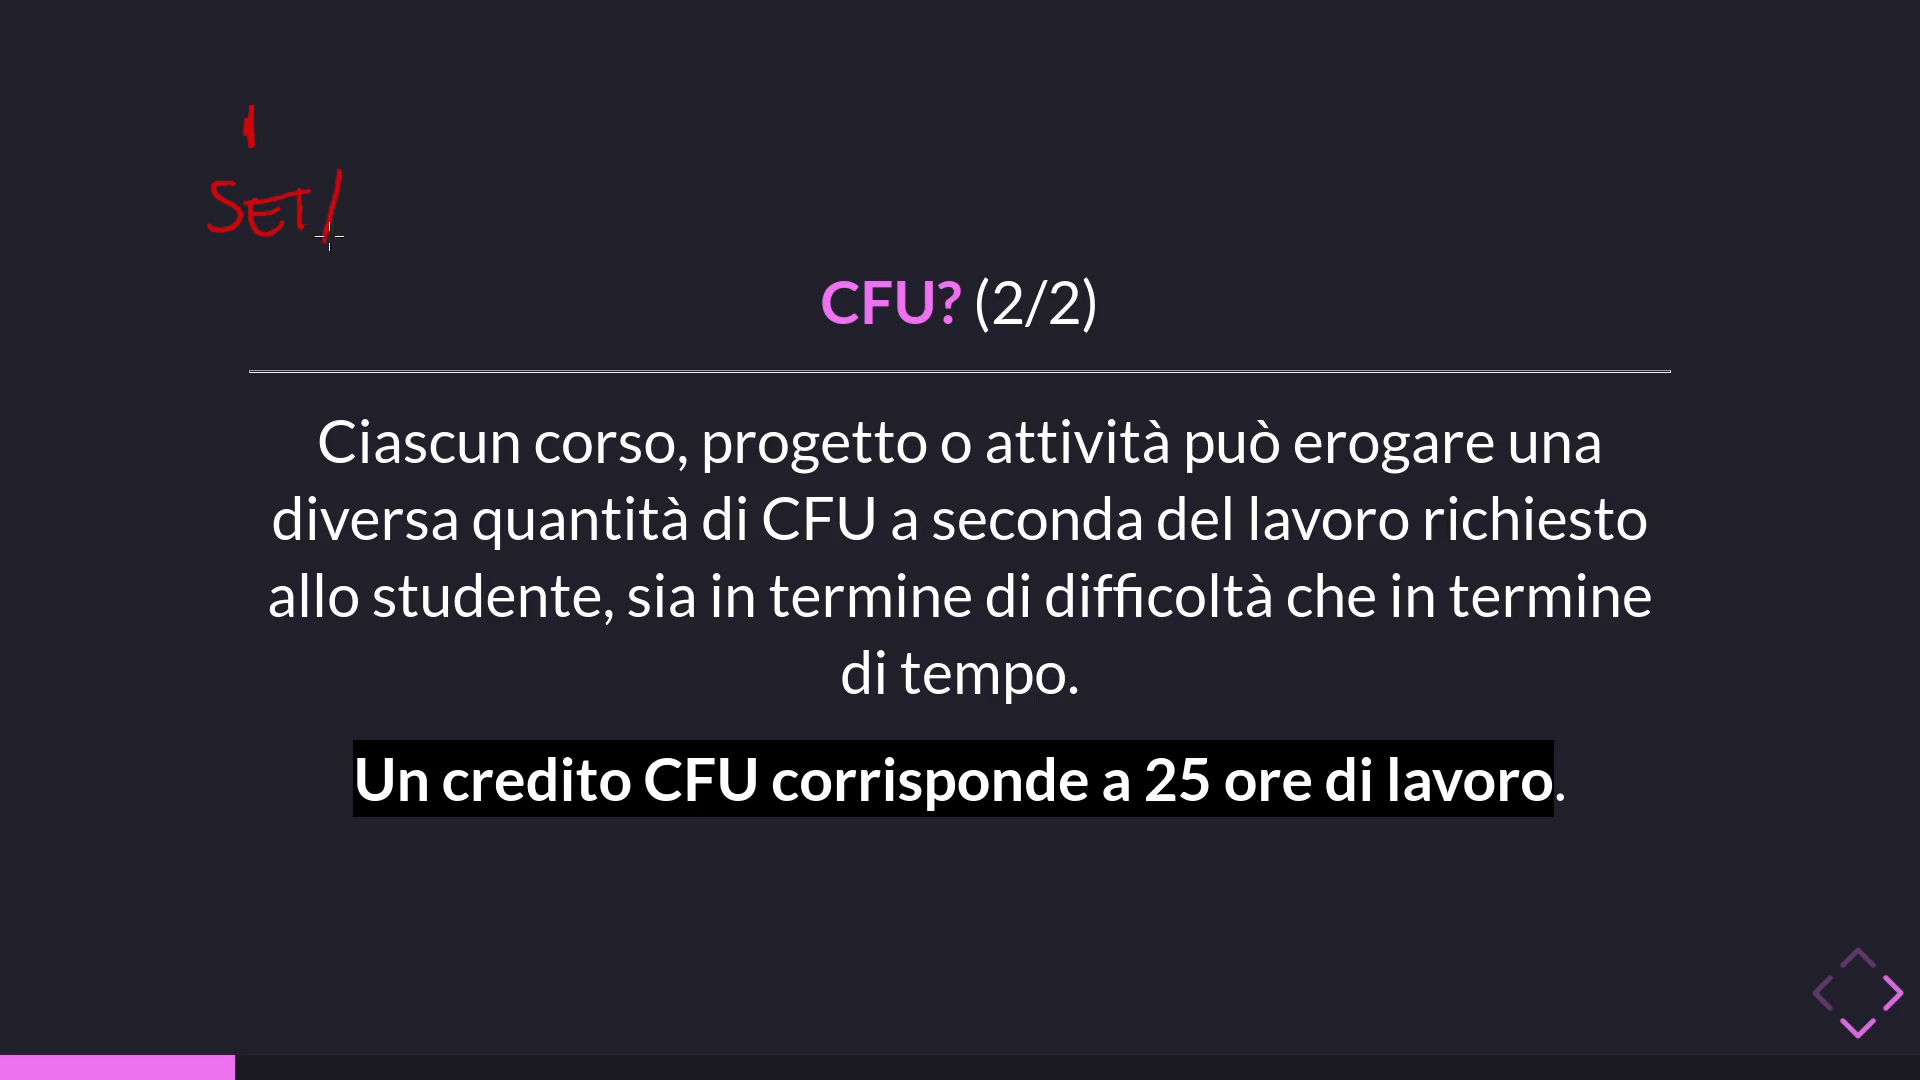 1
SET/
CFU? (2/2)
Ciascun corso, progetto o attività può erogare una
diversa quantità di CFU a seconda del lavoro richiesto
allo studente, sia in termine di difficoltà che in termine
di tempo.
Un credito CFU corrisponde a 25 ore di lavoro.